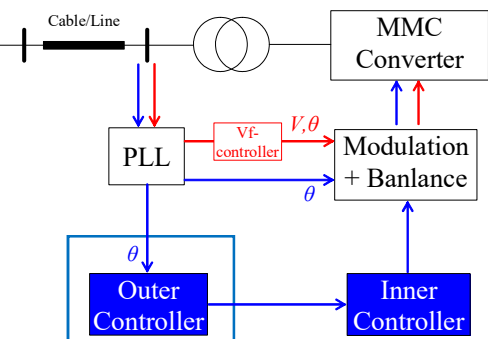 Cable/Line
MMC
Converter
Vf-
controller
V,θ
PLL
Modulation
+ Banlance
θ
θ
Outer
Controller
Inner
Controller